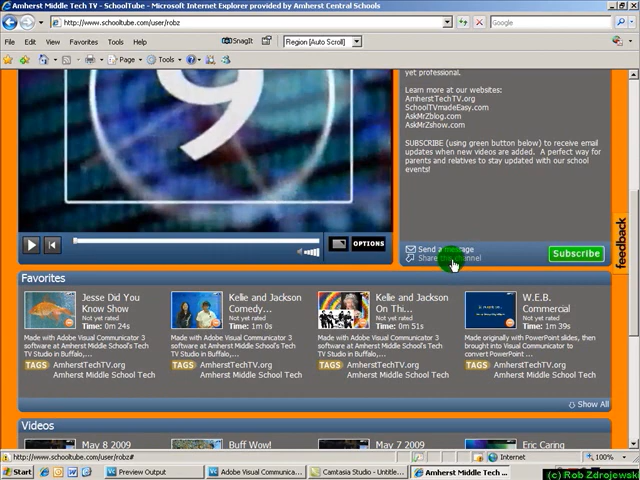 Amherst Middle Tech TV - SchoolTube - Internet Explorer provided by Amherst Central Schools
http://www.schooltube.com/user/robz
Google
File Edit View Favorites Tools Help
SnagIt
Region [Auto Scroll]
Page
Tools
yet professional.
Learn more at our websites:
AmherstTechTV.org
SchoolTVmadeEasy.com
AskMrZblog.com
AskMrZshow.com
SUBSCRIBE (using green button below) to receive email
updates when new videos are added. A perfect way for
parents and relatives to stay updated with our school
events!
9
OPTIONS
Send a message
Share this channel
Subscribe
feedback
Favorites
Jesse Did You
Know Show
Not yet rated
Time: 0m 24s
Made with Adobe Visual Communicator 3
software at Amherst Middle School's Tech
TV Studio in Buffalo,...
TAGS AmherstTechTV.org
Amherst Middle School Tech
Kellie and Jackson
Comedy...
Not yet rated
Time: 1m 0s
Made with Adobe Visual Communicator 3
software at Amherst Middle School's Tech
TV Studio in Buffalo,...
TAGS AmherstTechTV.org
Amherst Middle School Tech
Kellie and Jackson
On Thi...
Not yet rated
Time: 0m 51s
Made with Adobe Visual Communicator 3
software at Amherst Middle School's Tech
TV Studio in Buffalo,...
TAGS AmherstTechTV.org
Amherst Middle School Tech
W.E.B.
Commercial
Not yet rated
Time: 1m 39s
Made originally with PowerPoint slides, then
brought into Visual Communicator to
convert PowerPoint ...
TAGS AmherstTechTV.org
Amherst Middle School Tech
Show All
Videos
May 8 2009
Buff Wow!
May 7 2009
Eric Caring
http://www.schooltube.com/user/robz#
Internet
100%
Start
Preview Output
Adobe Visual Communica...
Camtasia Studio - Untitle...
Amherst Middle Tech ...
(c) Rob Zdrojewski